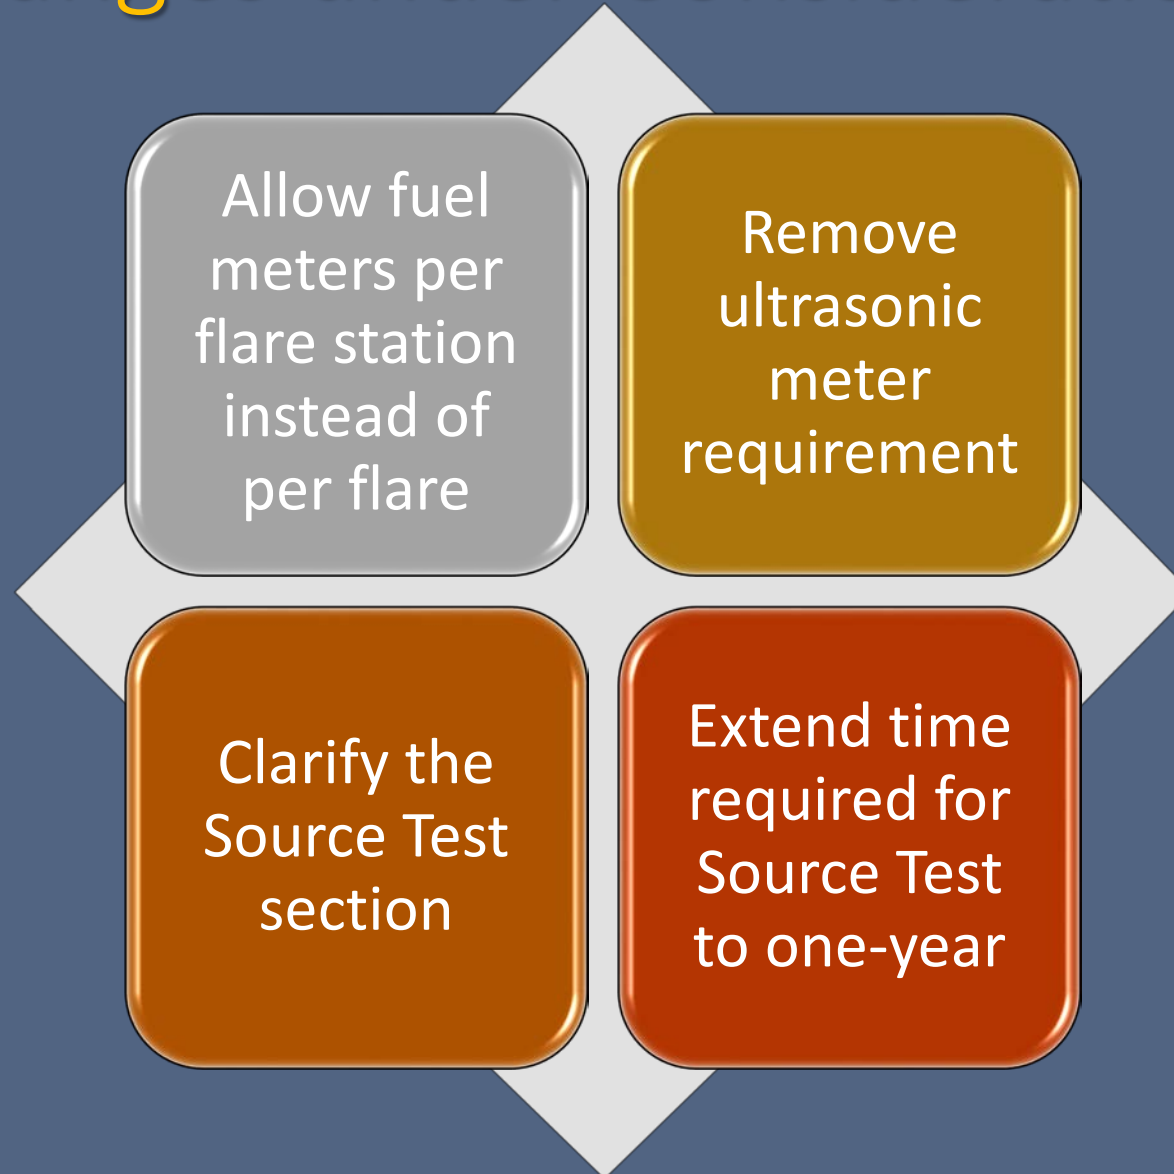 Allow fuel
meters per
flare station
instead of
per flare
Remove
ultrasonic
meter
requirement
Clarify the
Source Test
section
Extend time
required for
Source Test
to one-year